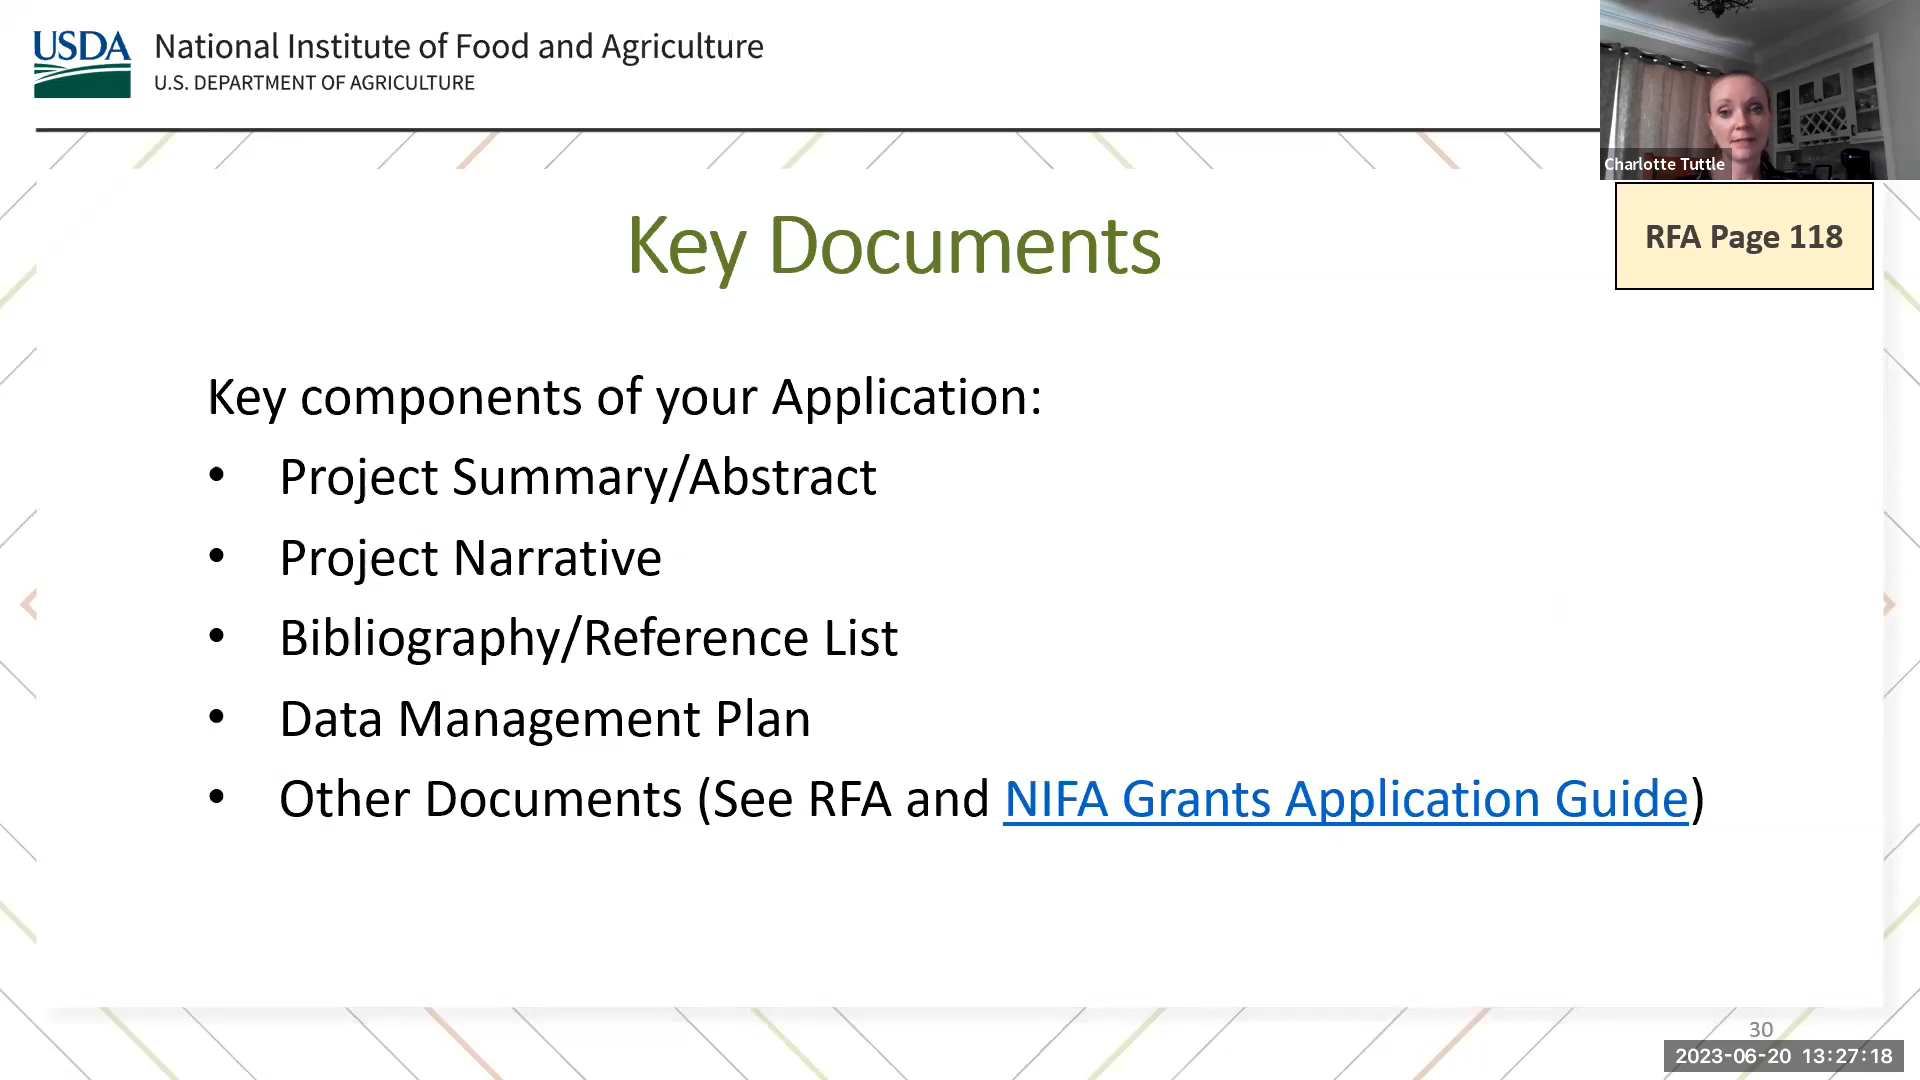 USDA
National Institute of Food and Agriculture
U.S. DEPARTMENT OF AGRICULTURE
Charlotte Tuttle
RFA Page 118
Key Documents
Key components of your Application:
• Project Summary/Abstract
• Project Narrative
• Bibliography/Reference List
• Data Management Plan
• Other Documents (See RFA and NIFA Grants Application Guide)
30
2023-06-20 13:27:18